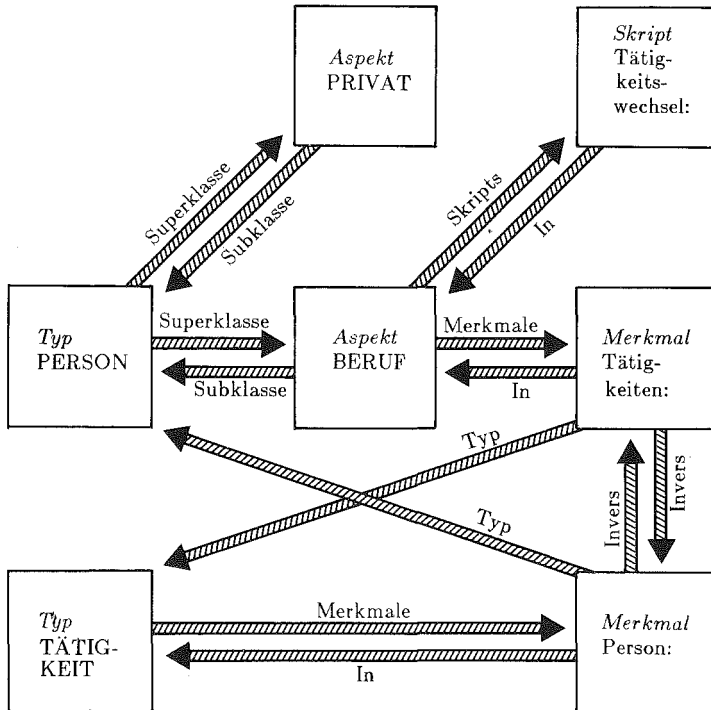 Aspekt
PRIVAT
Skript
Tätig-
keits-
wechsel:
Superklasse
Subklasse
Skripts
In
Typ
PERSON
Superklasse
Subklasse
Aspekt
BERUF
Merkmale
In
Merkmal
Tätig-
keiten:
Typ
Typ
Invers
Invers
Typ
TÄTIG-
KEIT
Merkmale
In
Merkmal
Person: